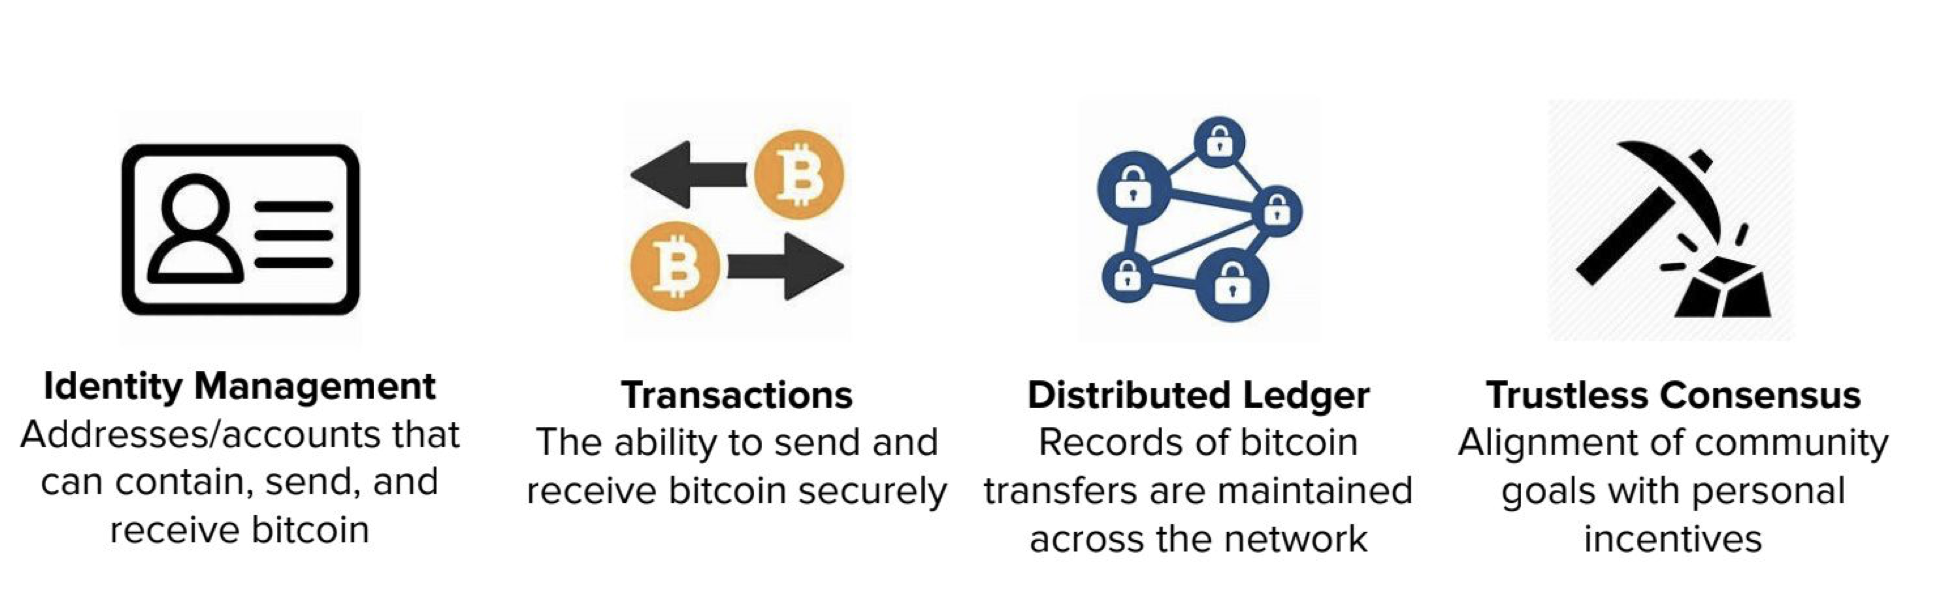 Identity Management
Addresses/accounts that
can contain, send, and
receive bitcoin
Transactions
The ability to send and
receive bitcoin securely
Distributed Ledger
Records of bitcoin
transfers are maintained
across the network
Trustless Consensus
Alignment of community
goals with personal
incentives